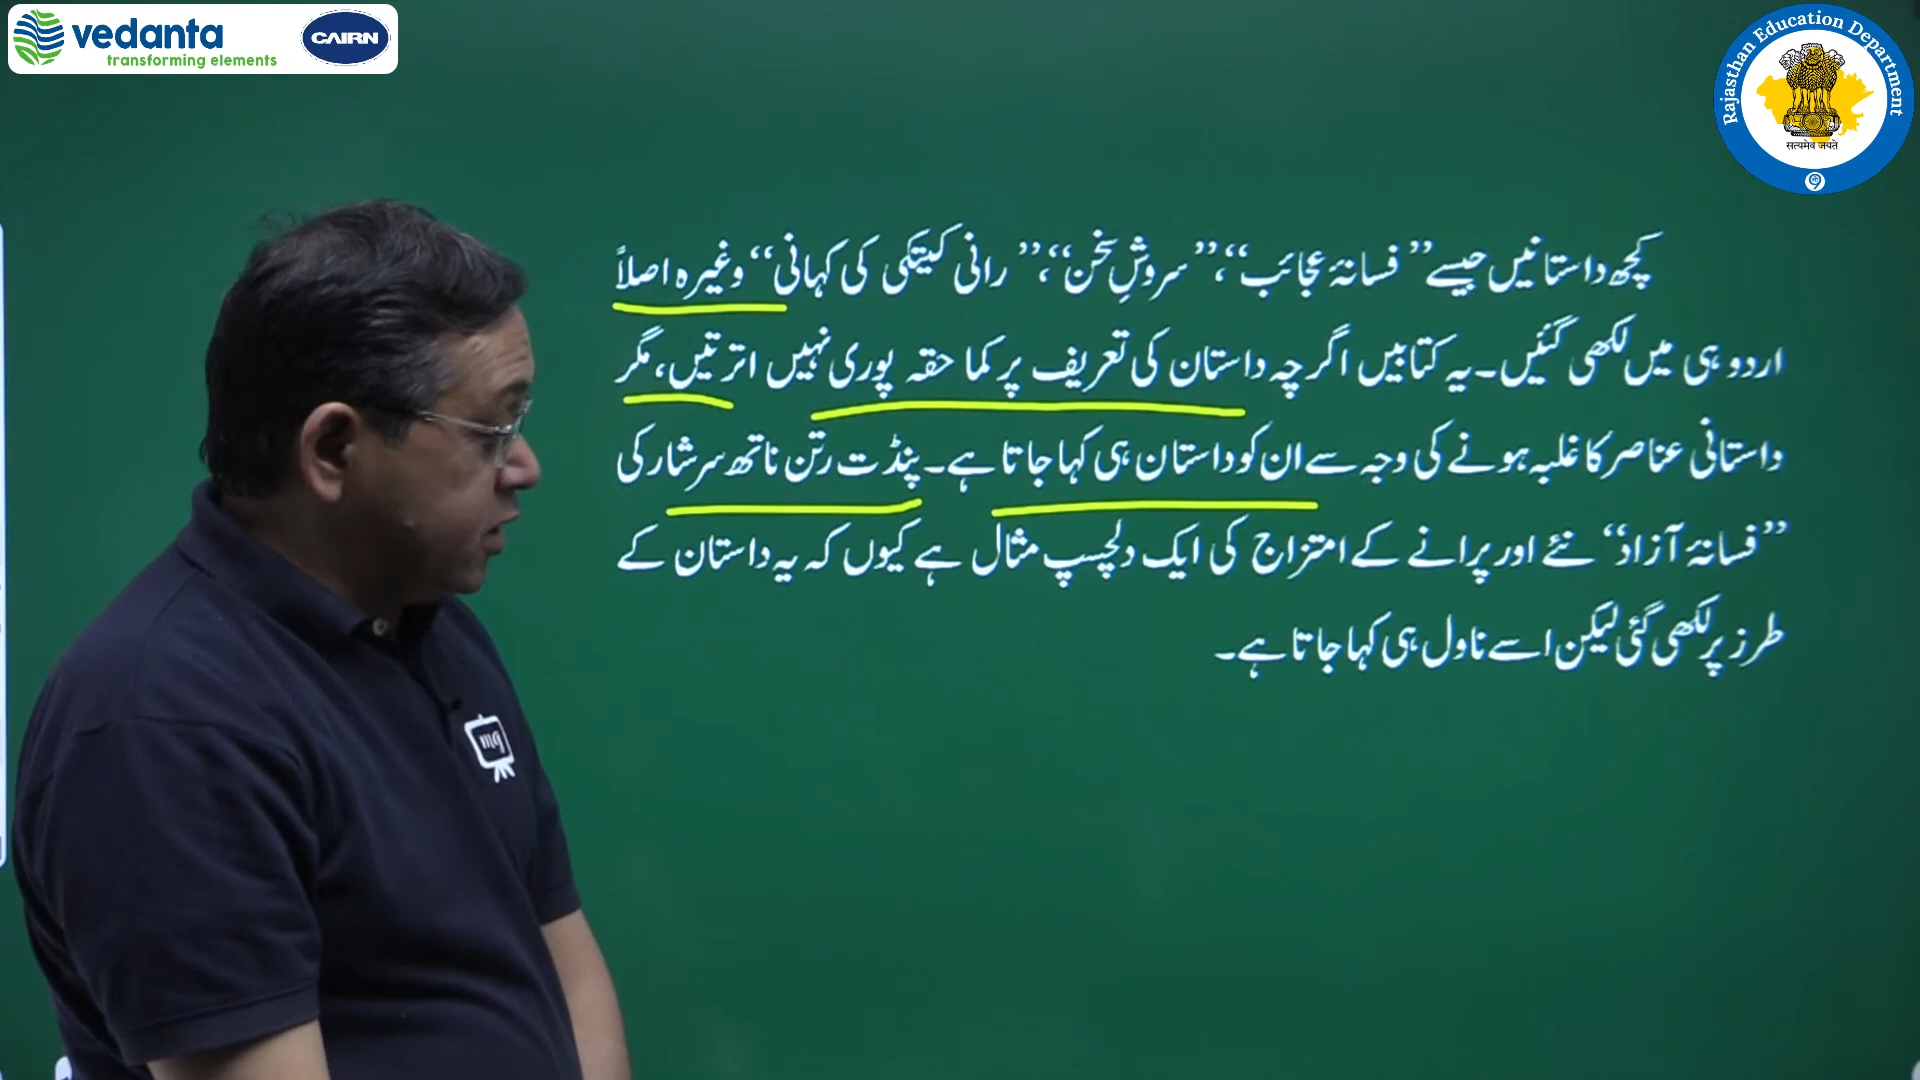 vedanta
transforming elements
CAIRN
Rajasthan Education Department
सत्यमेव जयते
کچھ داستانیں جیسے ’’فسانۂ عجائب‘‘، ’’سروشِ سخن‘‘، ’’رانی کیتکی کی کہانی‘‘ وغیرہ اصلاً
اردو ہی میں لکھی گئیں۔ یہ کتابیں اگرچہ داستان کی تعریف پر کما حقہ پوری نہیں اترتیں، مگر
داستانی عناصر کا غلبہ ہونے کی وجہ سے ان کو داستان ہی کہا جاتا ہے۔ پنڈت رتن ناتھ سرشار کی
’’فسانۂ آزاد‘‘ نئے اور پرانے کے امتزاج کی ایک دلچسپ مثال ہے کیوں کہ یہ داستان کے
طرز پر لکھی گئی لیکن اسے ناول ہی کہا جاتا ہے۔
mg